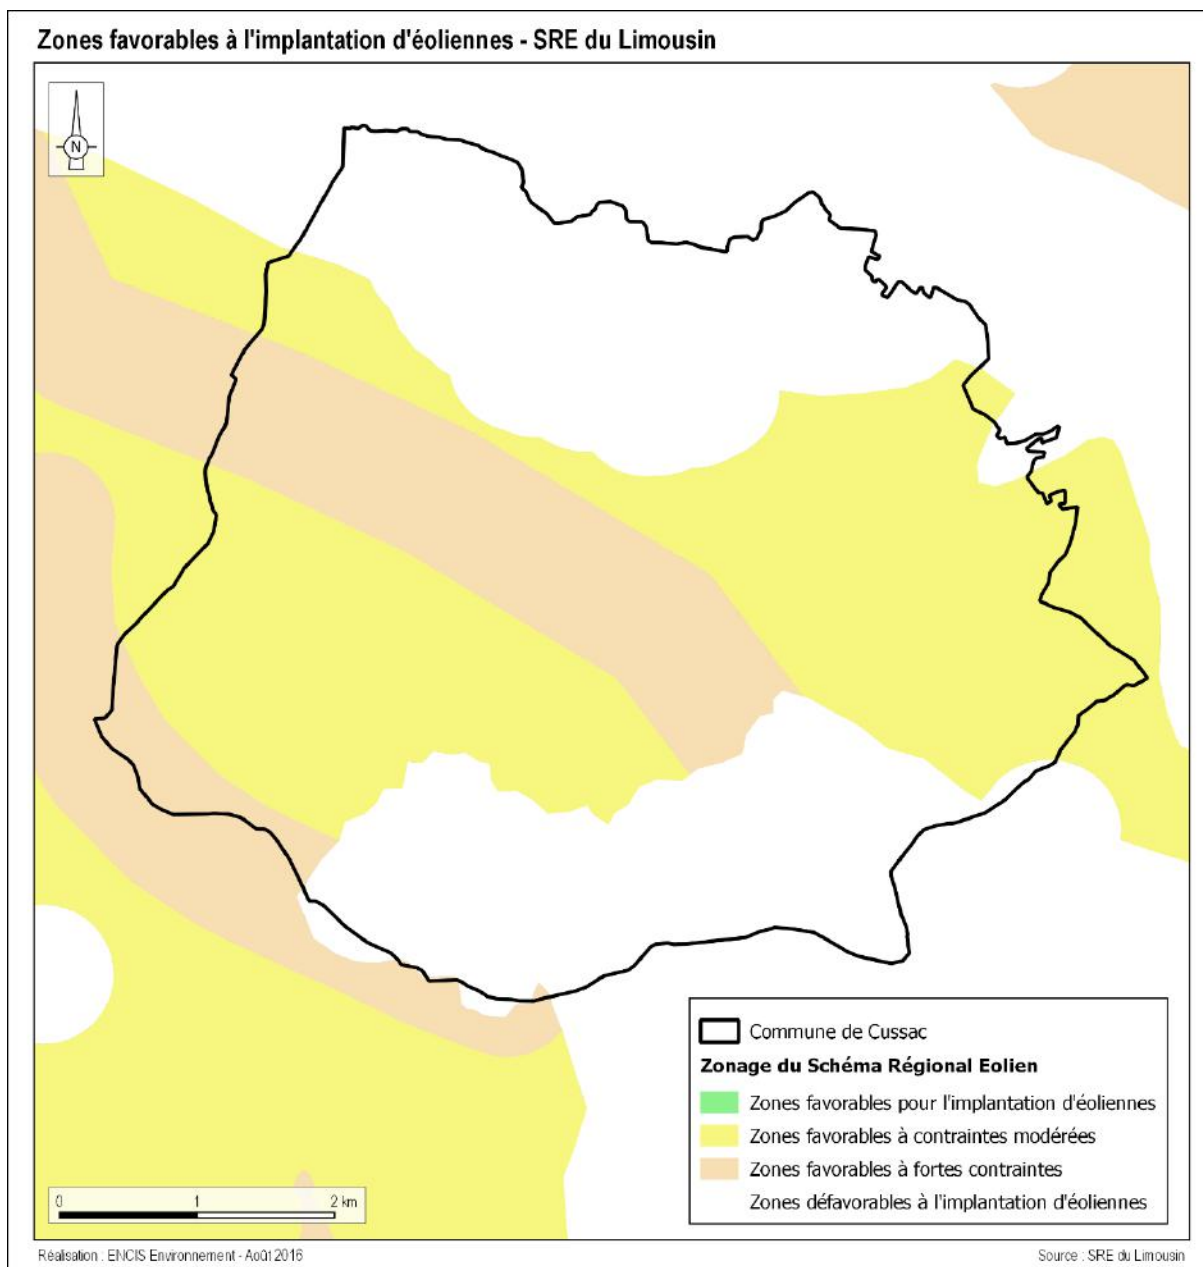 Zones favorables à l'implantation d'éoliennes - SRE du Limousin
N
Commune de Cussac
Zonage du Schéma Régional Eolien
Zones favorables pour l'implantation d'éoliennes
Zones favorables à contraintes modérées
Zones favorables à fortes contraintes
Zones défavorables à l'implantation d'éoliennes
0 1 2 km
Réalisation : ENCIS Environnement - Août 2016
Source : SRE du Limousin